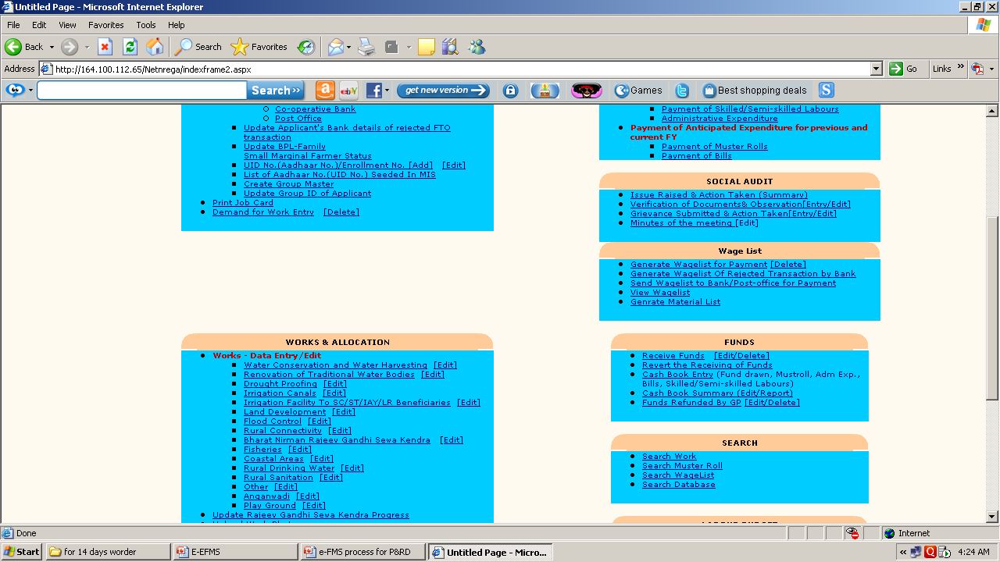 Untitled Page - Microsoft Internet Explorer
File Edit View Favorites Tools Help
Back Search Favorites
Address http://164.100.112.65/Netnrega/indexframe2.aspx Go Links »
Search >> amazon ebY get new version Games Best shopping deals S
Co-operative Bank
Post Office
Update Applicant's Bank details of rejected FTO
transaction
Update BPL-Family
Small Marginal Farmer Status
UID No.(Aadhaar No.)/Enrollment No. [Add] [Edit]
List of Aadhaar No.(UID No.) Seeded In MIS
Create Group Master
Update Group ID of Applicant
Print Job Card
Demand for Work Entry [Delete]
Payment of Skilled/Semi-skilled Labours
Administrative Expenditure
Payment of Anticipated Expenditure for previous and
current FY
Payment of Muster Rolls
Payment of Bills
SOCIAL AUDIT
Issue Raised & Action Taken (Summary)
Verification of Documents& Observation[Entry/Edit]
Grievance Submitted & Action Taken[Entry/Edit]
Minutes of the meeting [Edit]
Wage List
Generate Wagelist for Payment [Delete]
Generate Wagelist Of Rejected Transaction by Bank
Send Wagelist to Bank/Post-office for Payment
View Wagelist
Genrate Material List
WORKS & ALLOCATION
Works - Data Entry/Edit
Water Conservation and Water Harvesting [Edit]
Renovation of Traditional Water Bodies [Edit]
Drought Proofing [Edit]
Irrigation Canals [Edit]
Irrigation Facility To SC/ST/IAY/LR Beneficiaries [Edit]
Land Development [Edit]
Flood Control [Edit]
Rural Connectivity [Edit]
Bharat Nirman Rajeev Gandhi Sewa Kendra [Edit]
Fisheries [Edit]
Coastal Areas [Edit]
Rural Drinking Water [Edit]
Rural Sanitation [Edit]
Other [Edit]
Anganwadi [Edit]
Play Ground [Edit]
Update Rajeev Gandhi Sewa Kendra Progress
FUNDS
Receive Funds [Edit/Delete]
Revert the Receiving of Funds
Cash Book Entry (Fund drawn, Mustroll, Adm Exp.,
Bills, Skilled/Semi-skilled Labours)
Cash Book Summary (Edit/Report)
Funds Refunded By GP [Edit/Delete]
SEARCH
Search Work
Search Muster Roll
Search WageList
Search Database
Done Internet
Start for 14 days worder E-EFMS e-FMS process for P&RD Untitled Page - Micro... « 4:24 AM